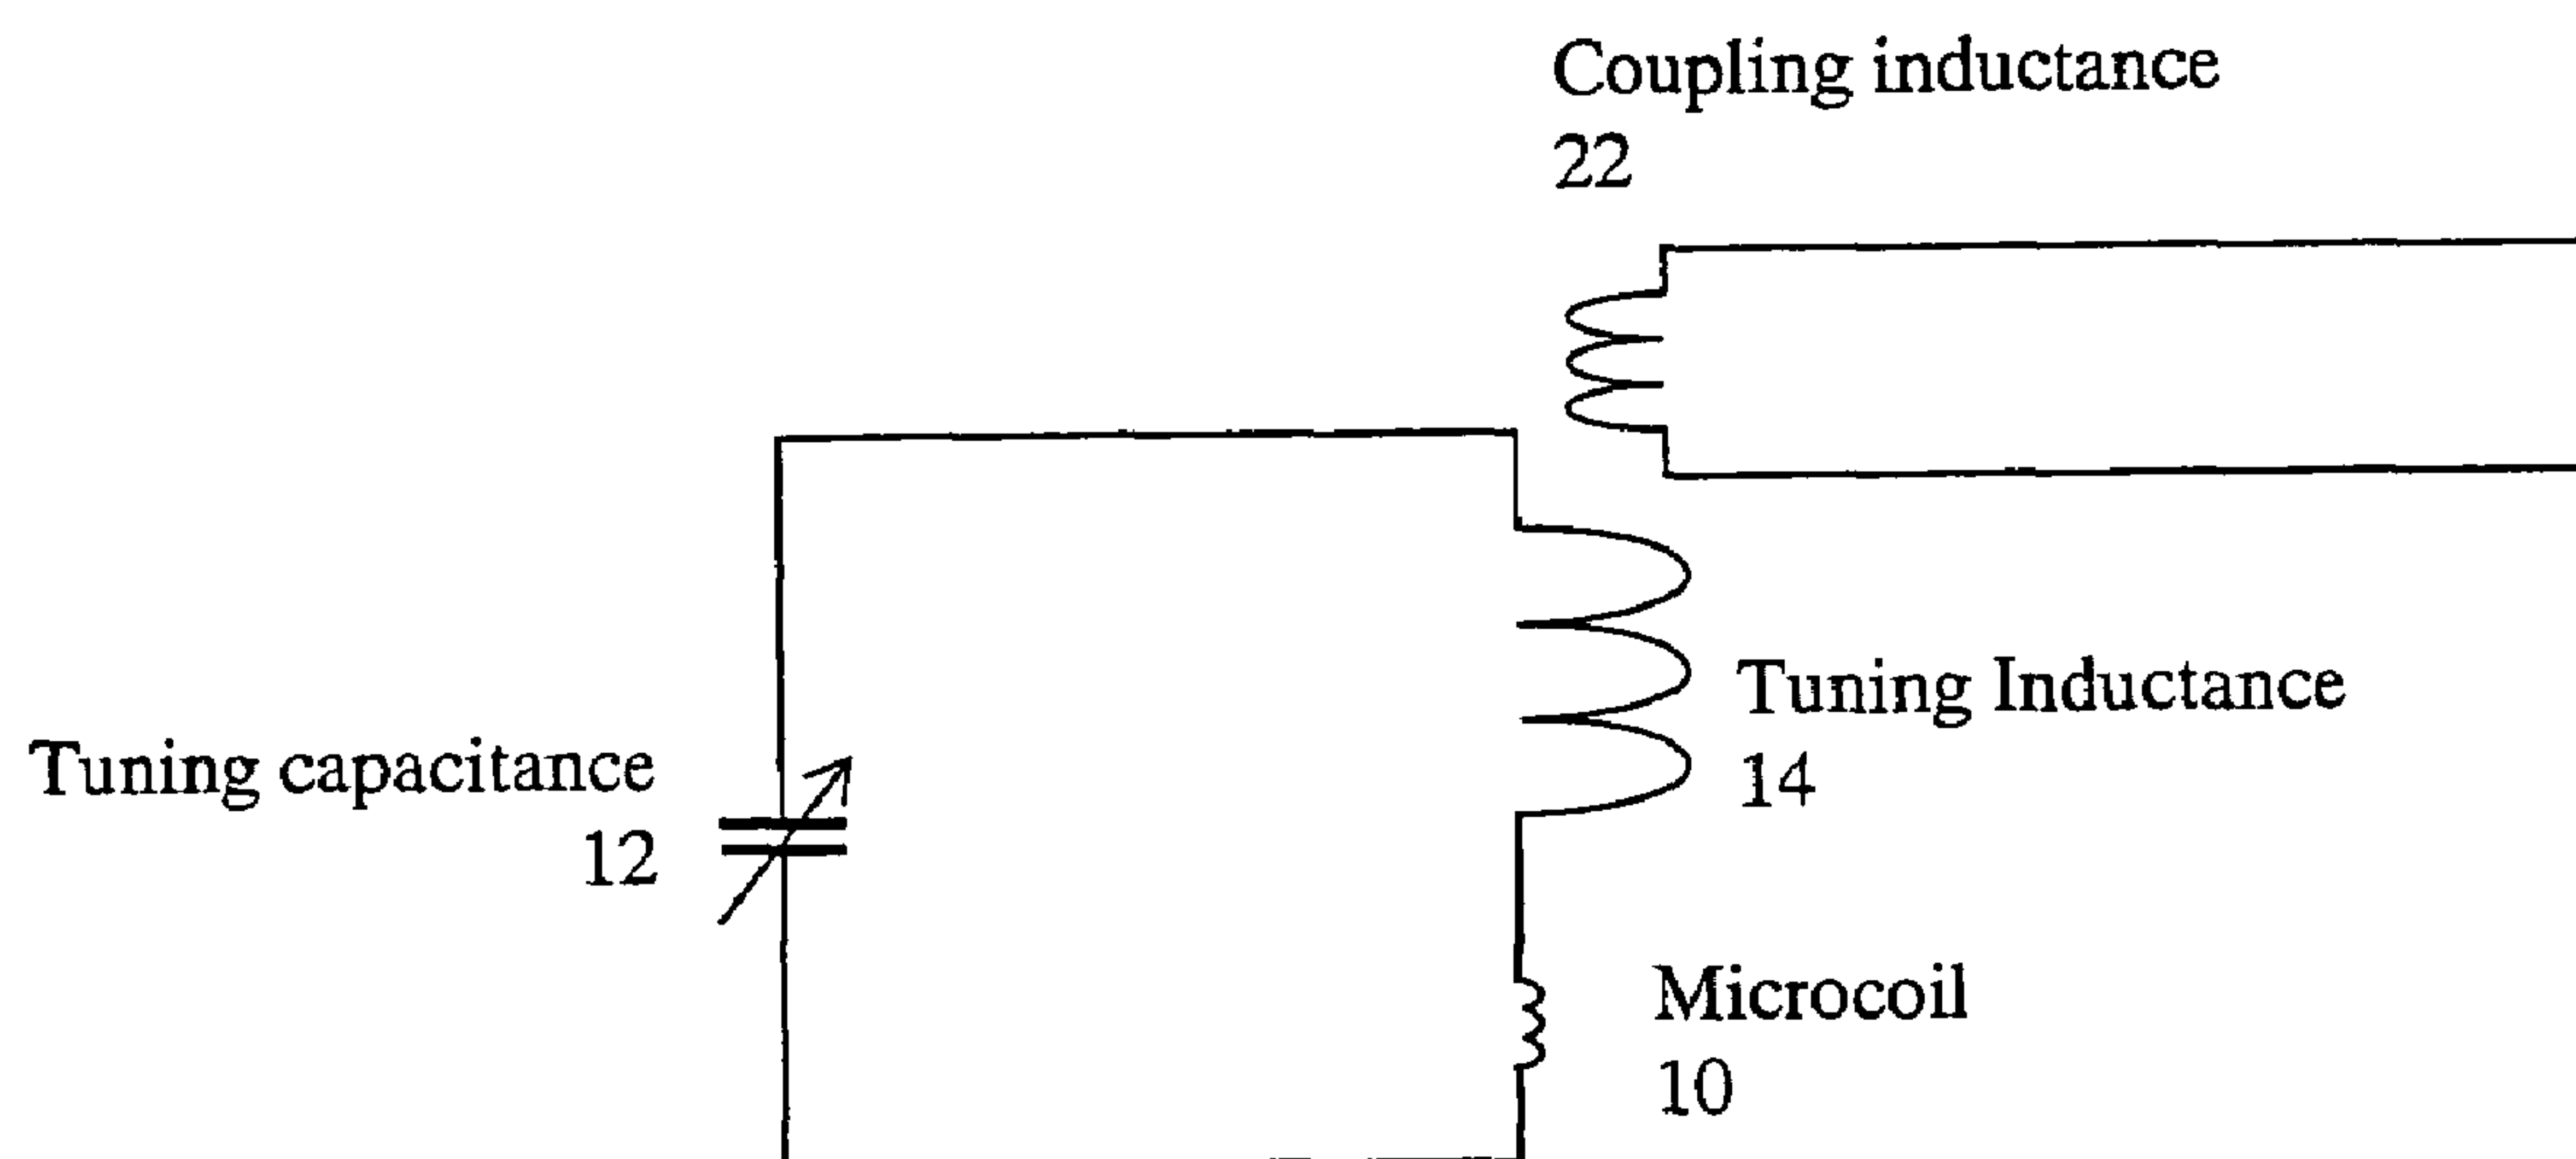 Coupling inductance
22
Tuning Inductance
14
Tuning capacitance
12
Microcoil
10